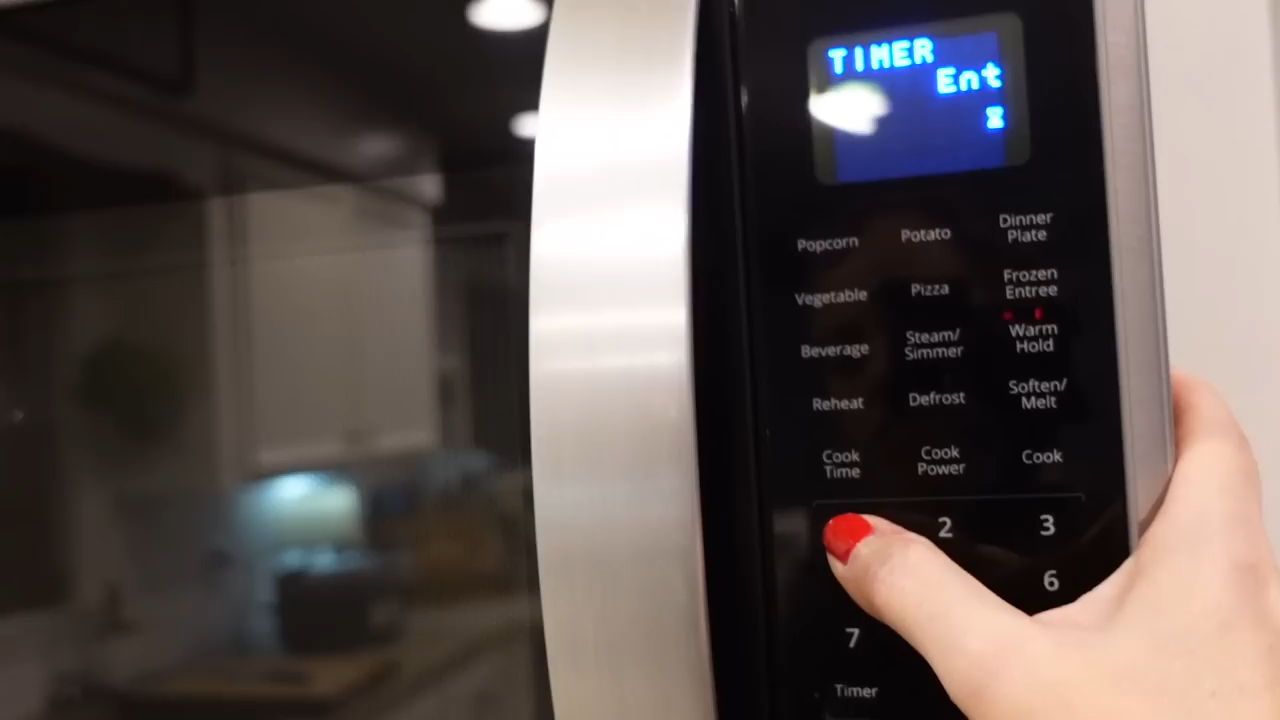 TIMER
Ent
Popcorn
Potato
Dinner
Plate
Vegetable
Pizza
Frozen
Entree
Beverage
Steam/
Simmer
Warm
Hold
Reheat
Defrost
Soften/
Melt
Cook
Time
Cook
Power
Cook
2
3
6
7
Timer